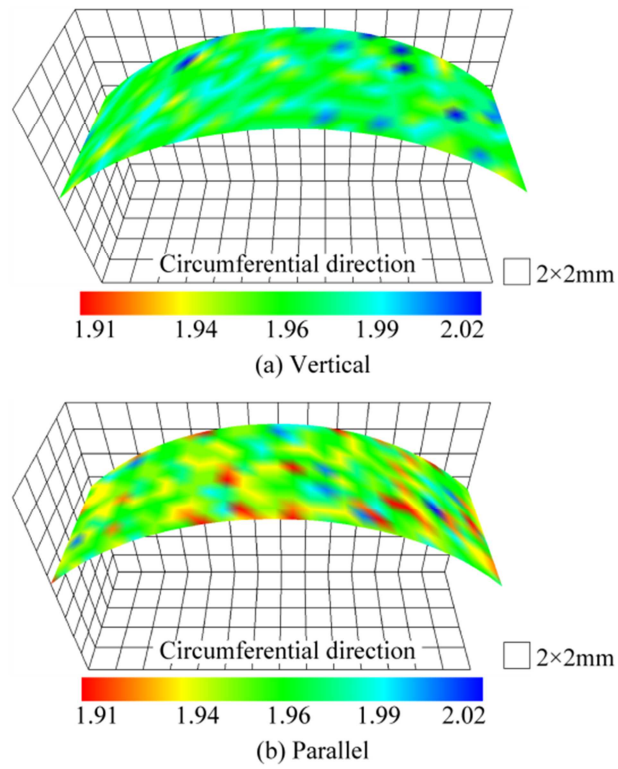 Circumferential direction
2×2mm
1.91 1.94 1.96 1.99 2.02
(a) Vertical
Circumferential direction
2×2mm
1.91 1.94 1.96 1.99 2.02
(b) Parallel